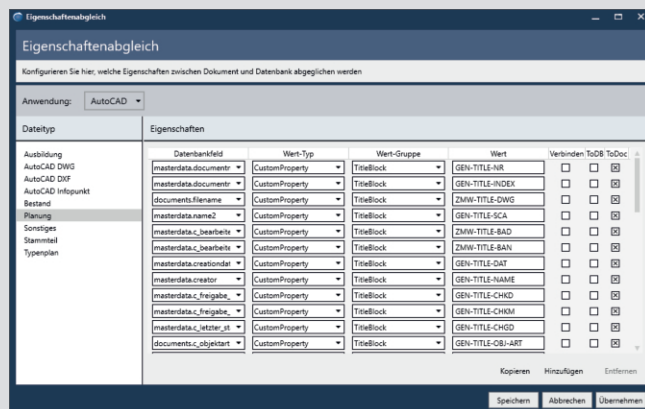 Eigenschaftenabgleich
Eigenschaftenabgleich
Konfigurieren Sie hier, welche Eigenschaften zwischen Dokument und Datenbank abgeglichen werden
Anwendung: AutoCAD
Dateityp
Eigenschaften
Ausbildung
AutoCAD DWG
AutoCAD DXF
AutoCAD Infopunkt
Bestand
Planung
Sonstiges
Stammteil
Typenplan
Datenbankfeld Wert-Typ Wert-Gruppe Wert Verbinden ToDB ToDoc
masterdata.documentr CustomProperty TitleBlock GEN-TITLE-NR
masterdata.documentr CustomProperty TitleBlock GEN-TITLE-INDEX
documents.filename CustomProperty TitleBlock ZMW-TITLE-DWG
masterdata.name2 CustomProperty TitleBlock GEN-TITLE-SCA
masterdata.c_bearbeite CustomProperty TitleBlock ZMW-TITLE-BAD
masterdata.c_bearbeite CustomProperty TitleBlock ZMW-TITLE-BAN
masterdata.creationdat CustomProperty TitleBlock GEN-TITLE-DAT
masterdata.creator CustomProperty TitleBlock GEN-TITLE-NAME
masterdata.c_freigabe_ CustomProperty TitleBlock GEN-TITLE-CHKD
masterdata.c_freigabe_ CustomProperty TitleBlock GEN-TITLE-CHKM
masterdata.c_letzter_st CustomProperty TitleBlock GEN-TITLE-CHGD
documents.c_objektart CustomProperty TitleBlock GEN-TITLE-OBJ-ART
Kopieren Hinzufügen Entfernen
Speichern Abbrechen Übernehmen